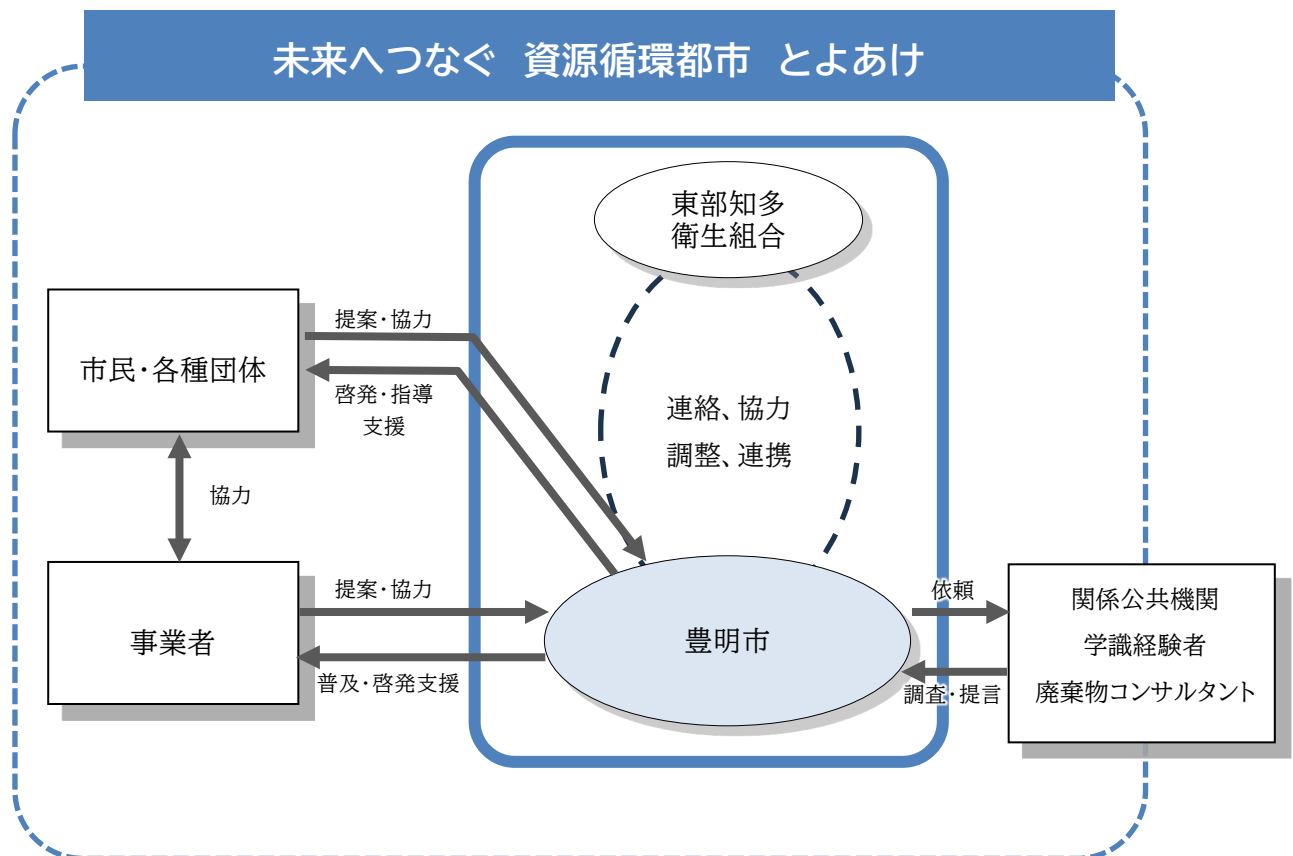 未来へつなぐ 資源循環都市 とよあけ
東部知多
衛生組合
提案・協力
市民・各種団体
啓発・指導
支援
連絡、協力
調整、連携
協力
提案・協力
事業者
普及・啓発支援
豊明市
依頼
調査・提言
関係公共機関
学識経験者
廃棄物コンサルタント